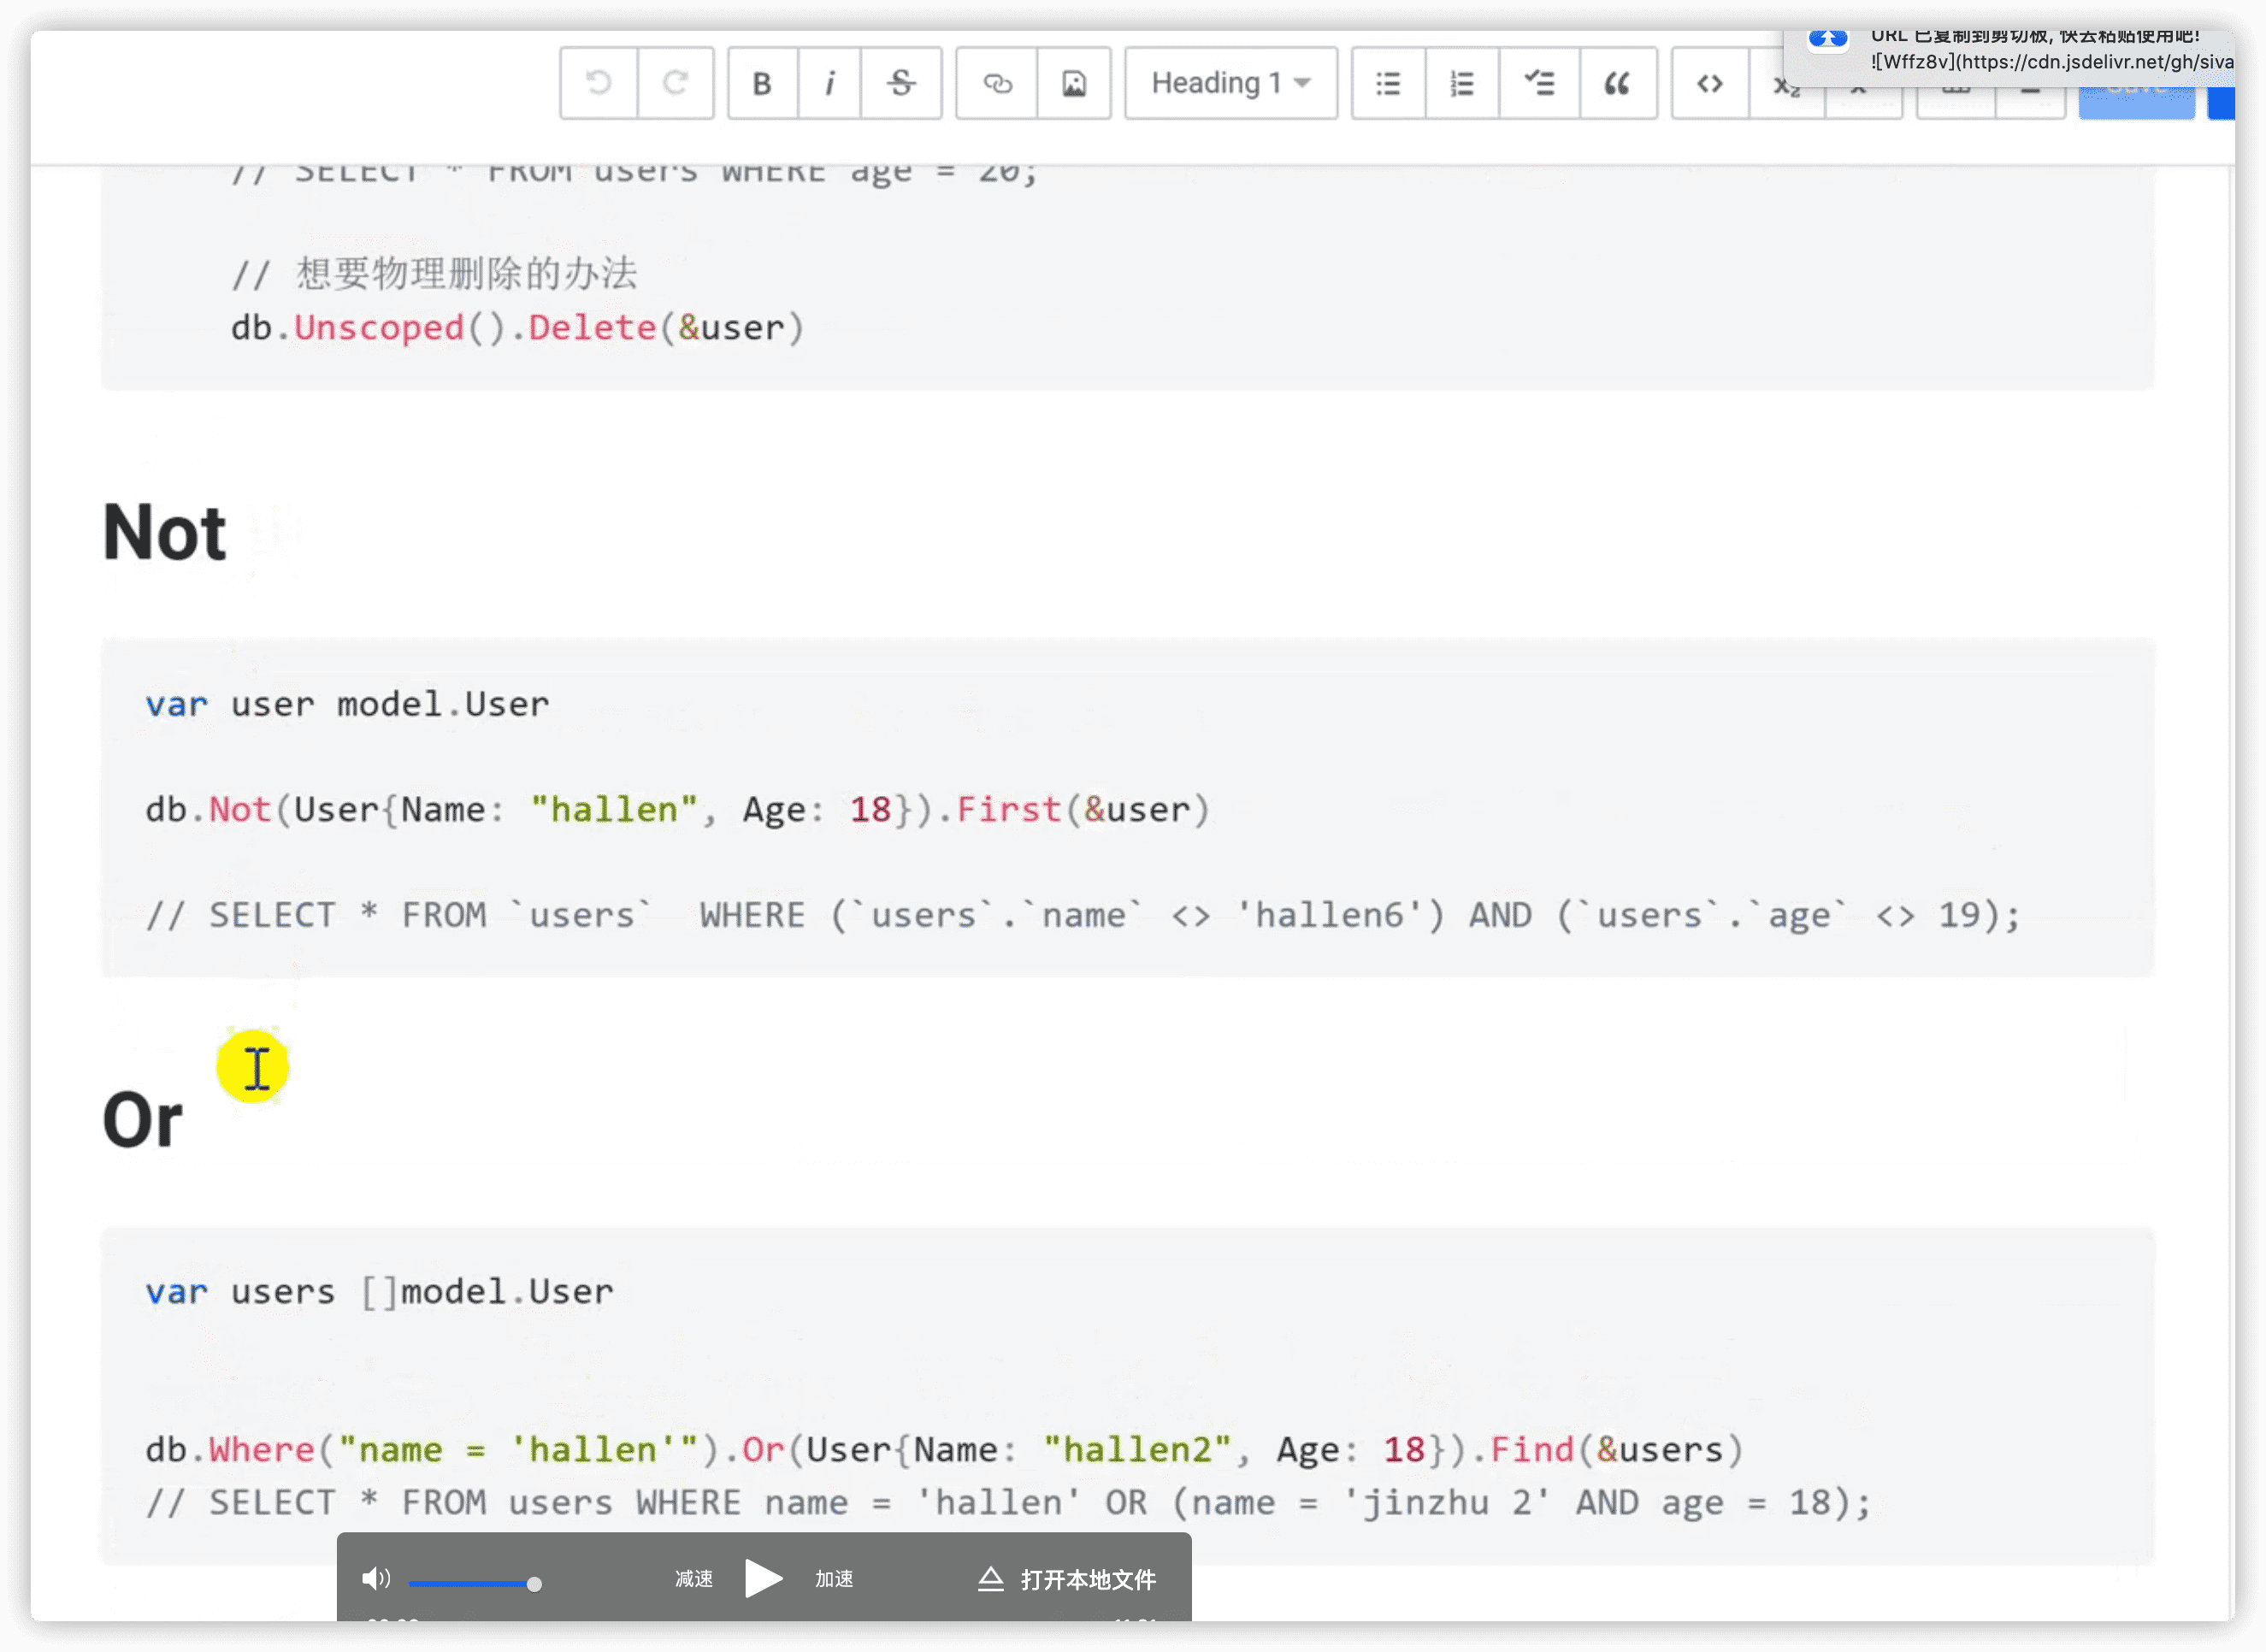 URL 已复制到剪切板, 快去粘贴使用吧!
![Wffz8v](https://cdn.jsdelivr.net/gh/siva
B i S Heading 1 “ <> x₂ Save
// SELECT * FROM users WHERE age = 20;
// 想要物理删除的办法
db.Unscoped().Delete(&user)
Not
var user model.User
db.Not(User{Name: "hallen", Age: 18}).First(&user)
// SELECT * FROM `users`  WHERE (`users`.`name` <> 'hallen6') AND (`users`.`age` <> 19);
Or
var users []model.User
db.Where("name = 'hallen'").Or(User{Name: "hallen2", Age: 18}).Find(&users)
// SELECT * FROM users WHERE name = 'hallen' OR (name = 'jinzhu 2' AND age = 18);
减速 加速 打开本地文件